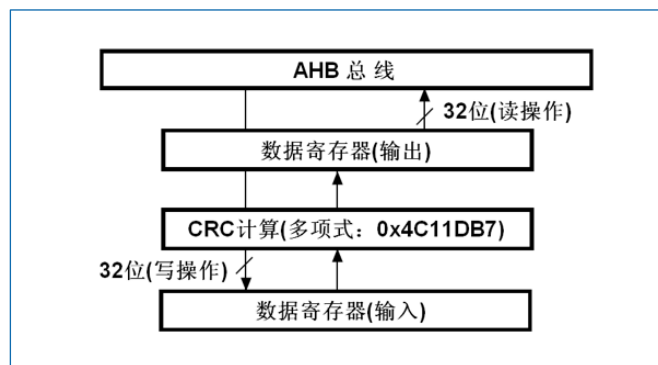 AHB 总 线
32位(读操作)
数据寄存器(输出)
CRC计算(多项式：0x4C11DB7)
32位(写操作)
数据寄存器(输入)